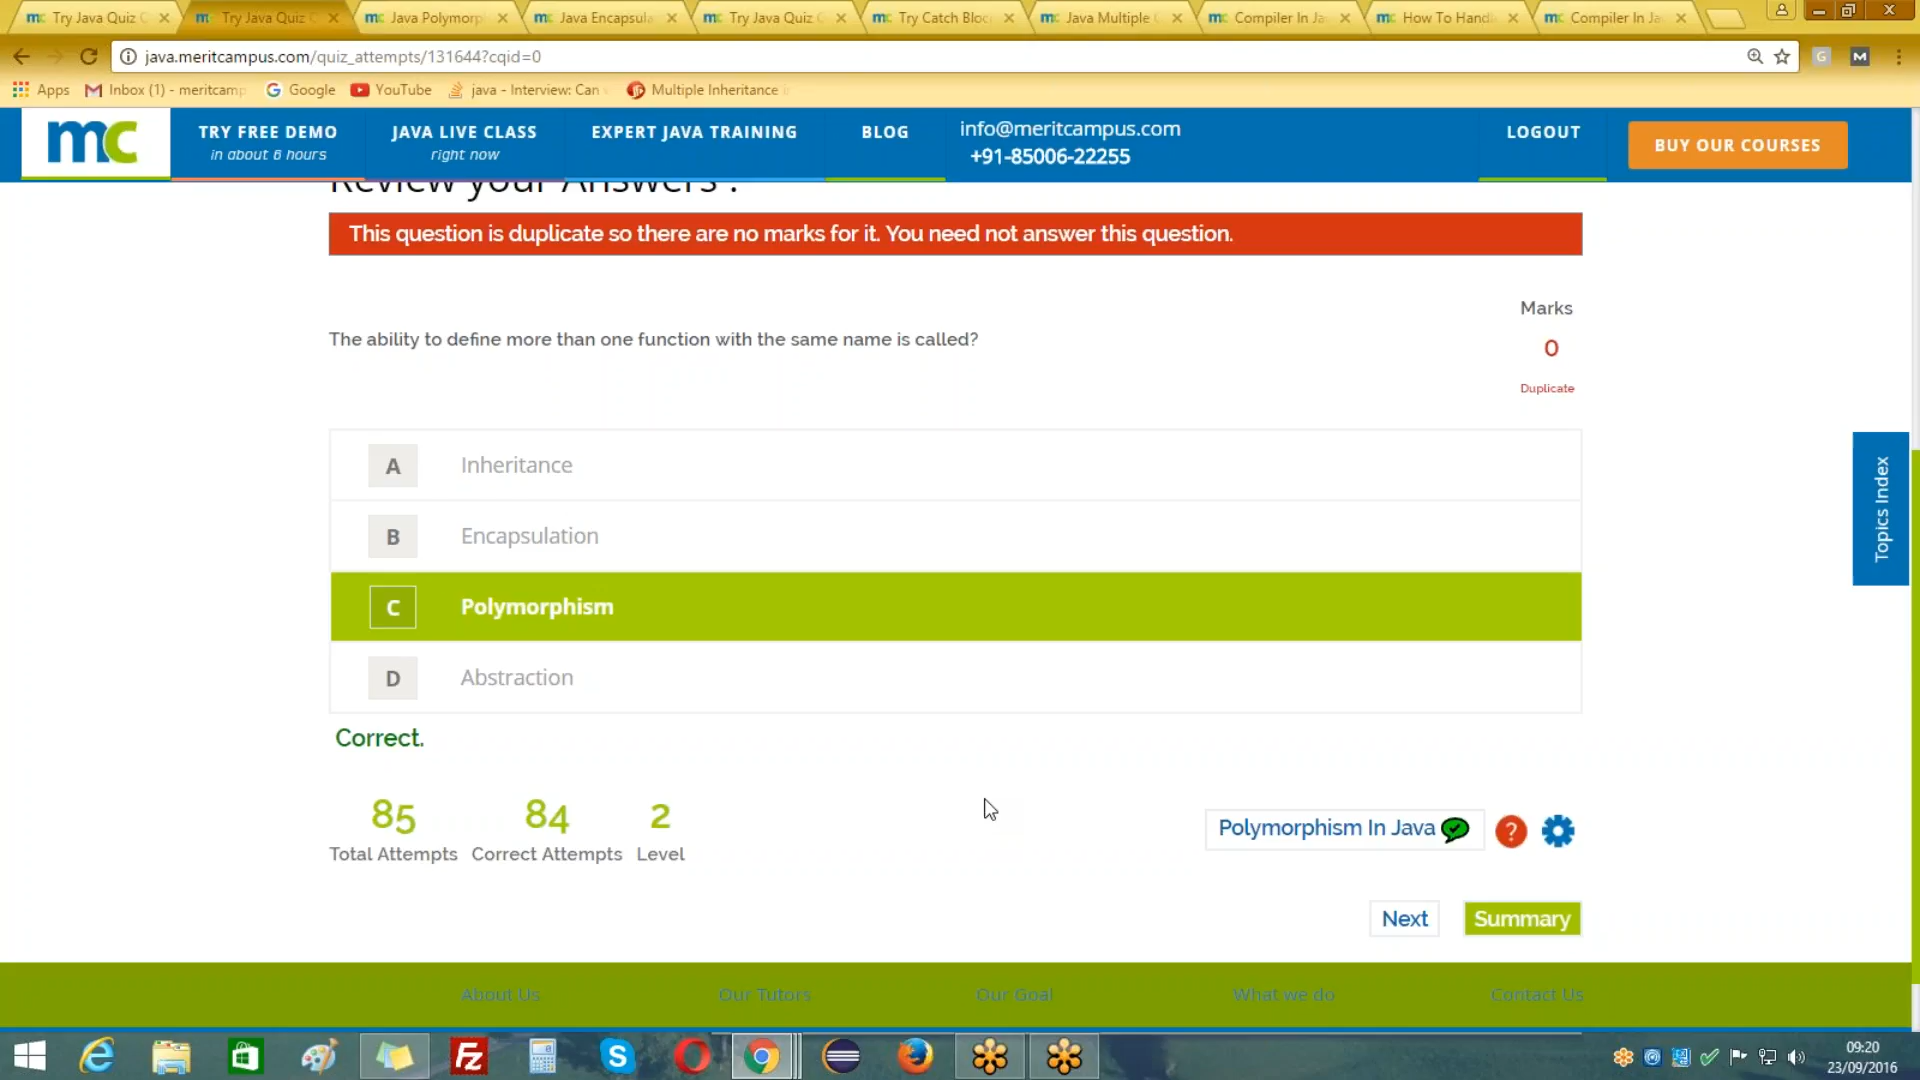 Try Java Quiz
Try Java Quiz
Java Polymorp
Java Encapsula
Try Java Quiz
Try Catch Bloc
Java Multiple
Compiler In Ja
How To Handl
Compiler In Ja
java.meritcampus.com/quiz_attempts/131644?cqid=0
G
M
Apps
Inbox (1) - meritcamp
Google
YouTube
java - Interview: Can
Multiple Inheritance
mc
TRY FREE DEMO
in about 6 hours
JAVA LIVE CLASS
right now
EXPERT JAVA TRAINING
BLOG
info@meritcampus.com
+91-85006-22255
LOGOUT
BUY OUR COURSES
Review your Answers :
This question is duplicate so there are no marks for it. You need not answer this question.
Marks
The ability to define more than one function with the same name is called?
0
Duplicate
A Inheritance
B Encapsulation
C Polymorphism
D Abstraction
Topics Index
Correct.
85 84 2
Total Attempts Correct Attempts Level
Polymorphism In Java
?
Next
Summary
About Us
Our Tutors
Our Goal
What we do
Contact Us
09:20
23/09/2016